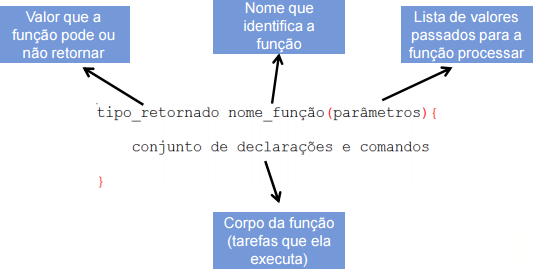 Valor que a
função pode ou
não retornar
Nome que
identifica a
função
Lista de valores
passados para a
função processar
tipo_retornado nome_função(parâmetros){
conjunto de declarações e comandos
}
Corpo da função
(tarefas que ela
executa)